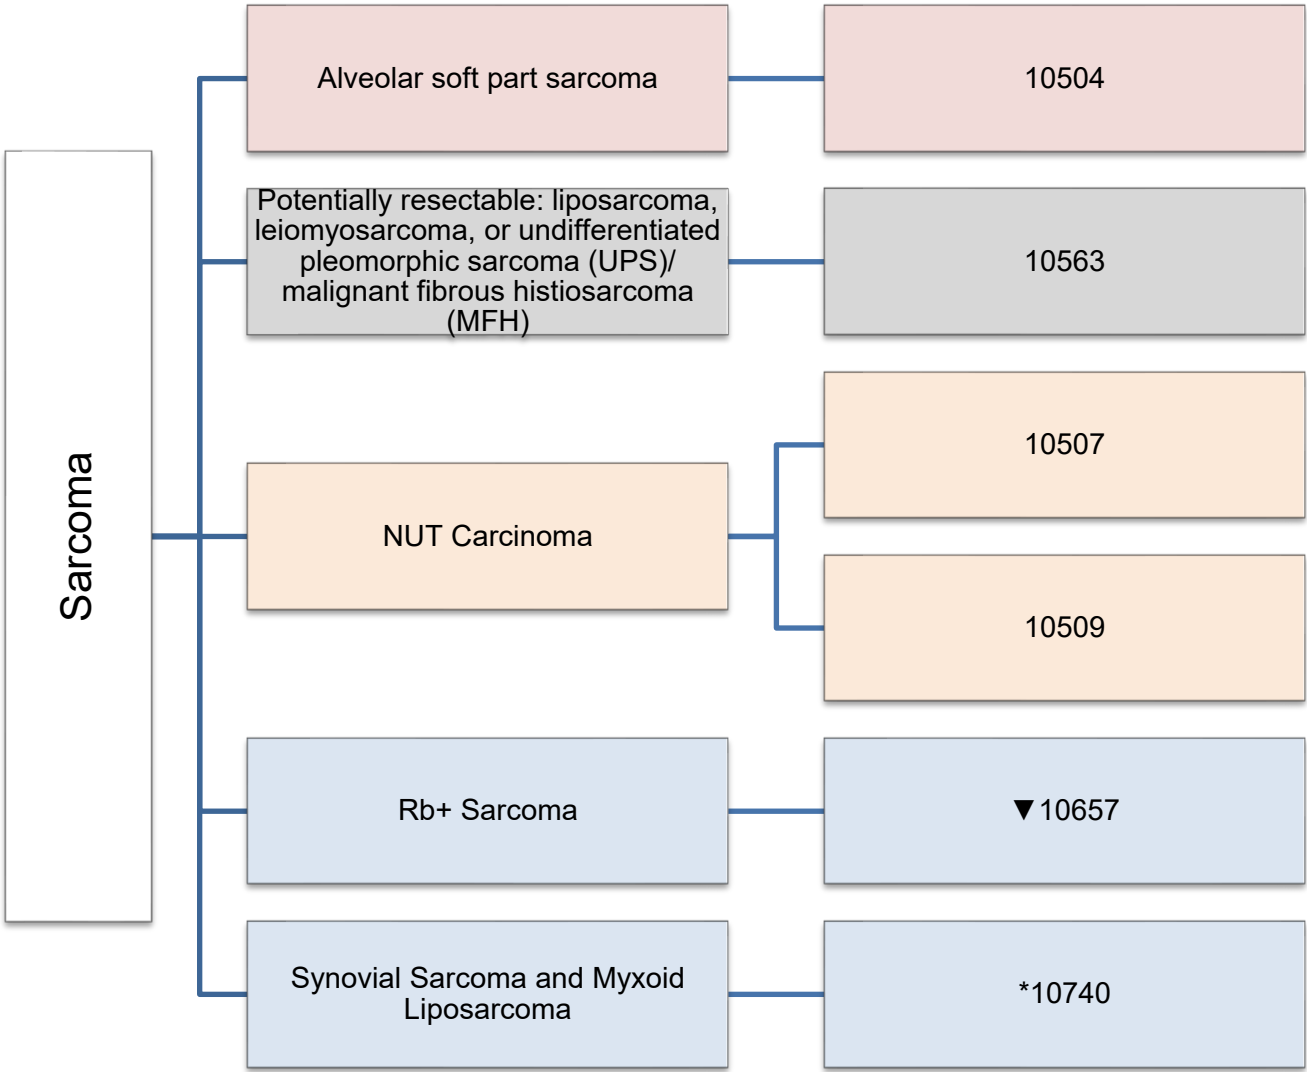 Sarcoma
Alveolar soft part sarcoma
10504
Potentially resectable: liposarcoma,
leiomyosarcoma, or undifferentiated
pleomorphic sarcoma (UPS)/
malignant fibrous histiosarcoma
(MFH)
10563
NUT Carcinoma
10507
10509
Rb+ Sarcoma
▼10657
Synovial Sarcoma and Myxoid
Liposarcoma
*10740